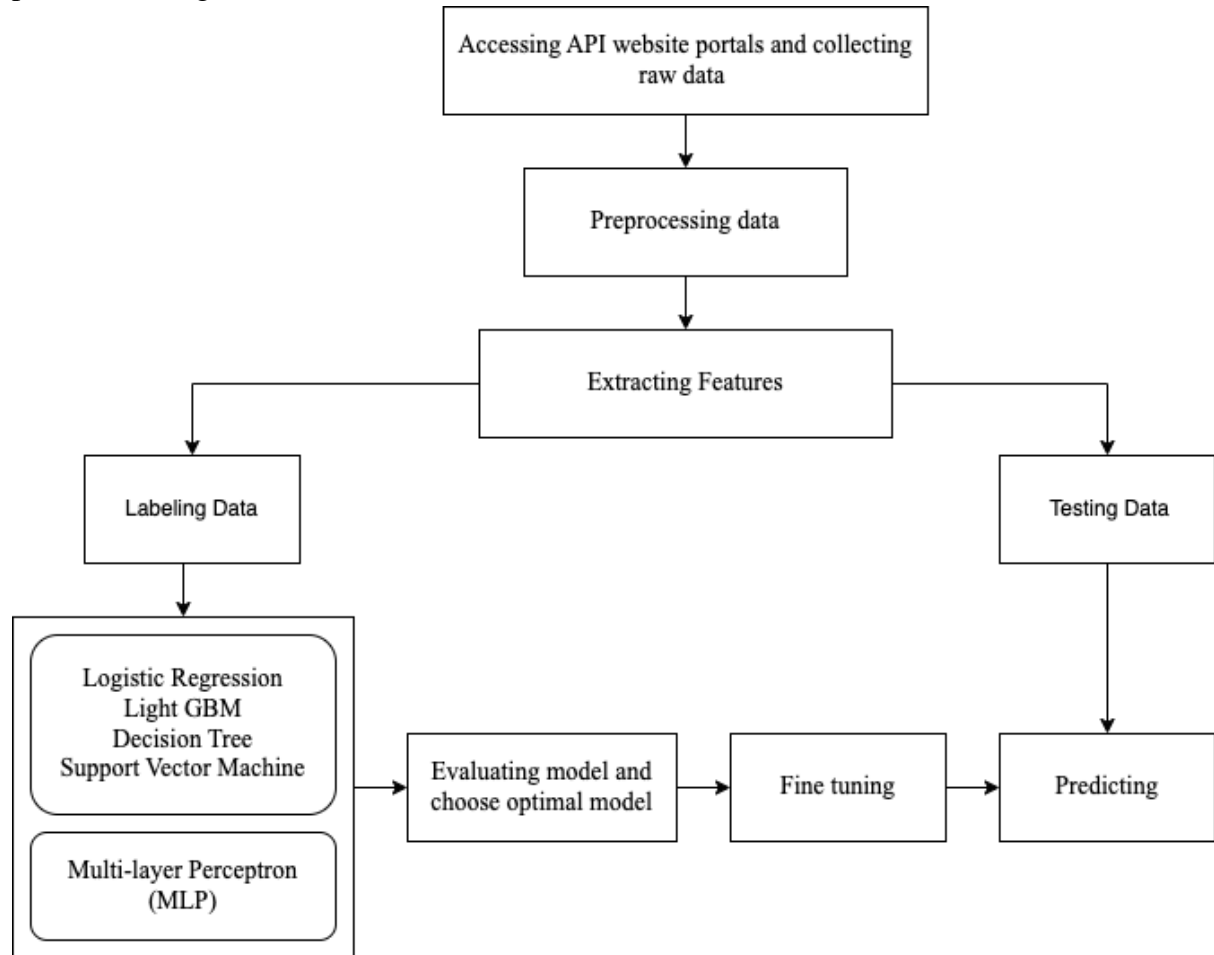 Accessing API website portals and collecting
raw data
Preprocessing data
Extracting Features
Labeling Data
Testing Data
Logistic Regression
Light GBM
Decision Tree
Support Vector Machine
Multi-layer Perceptron
(MLP)
Evaluating model and
choose optimal model
Fine tuning
Predicting